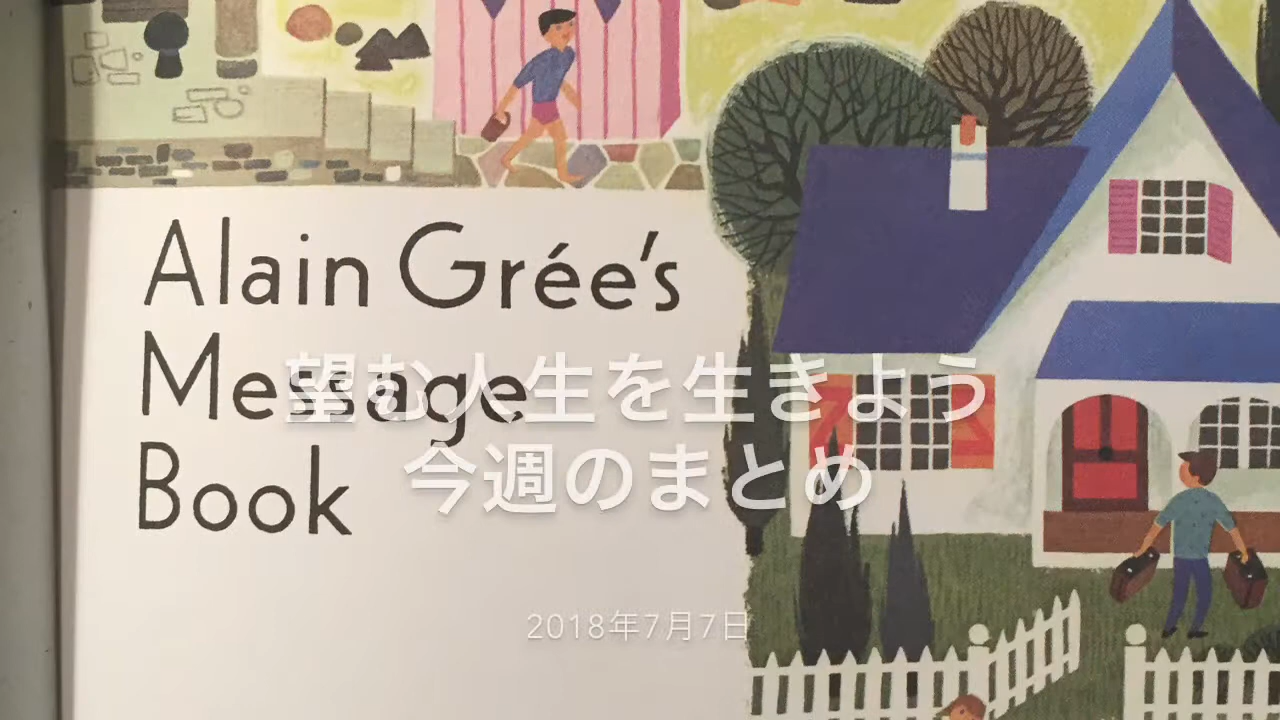 Alain Grée's
Message
Book
望む人生を生きよう
今週のまとめ
2018年7月7日